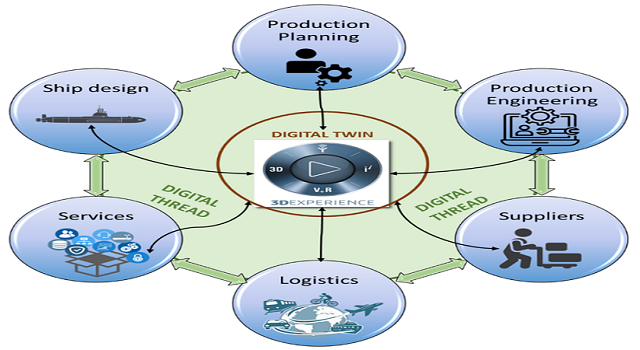 Production
Planning
Ship design
Production
Engineering
DIGITAL TWIN
3D
V.R
3DEXPERIENCE
DIGITAL
THREAD
DIGITAL
THREAD
Services
Suppliers
Logistics